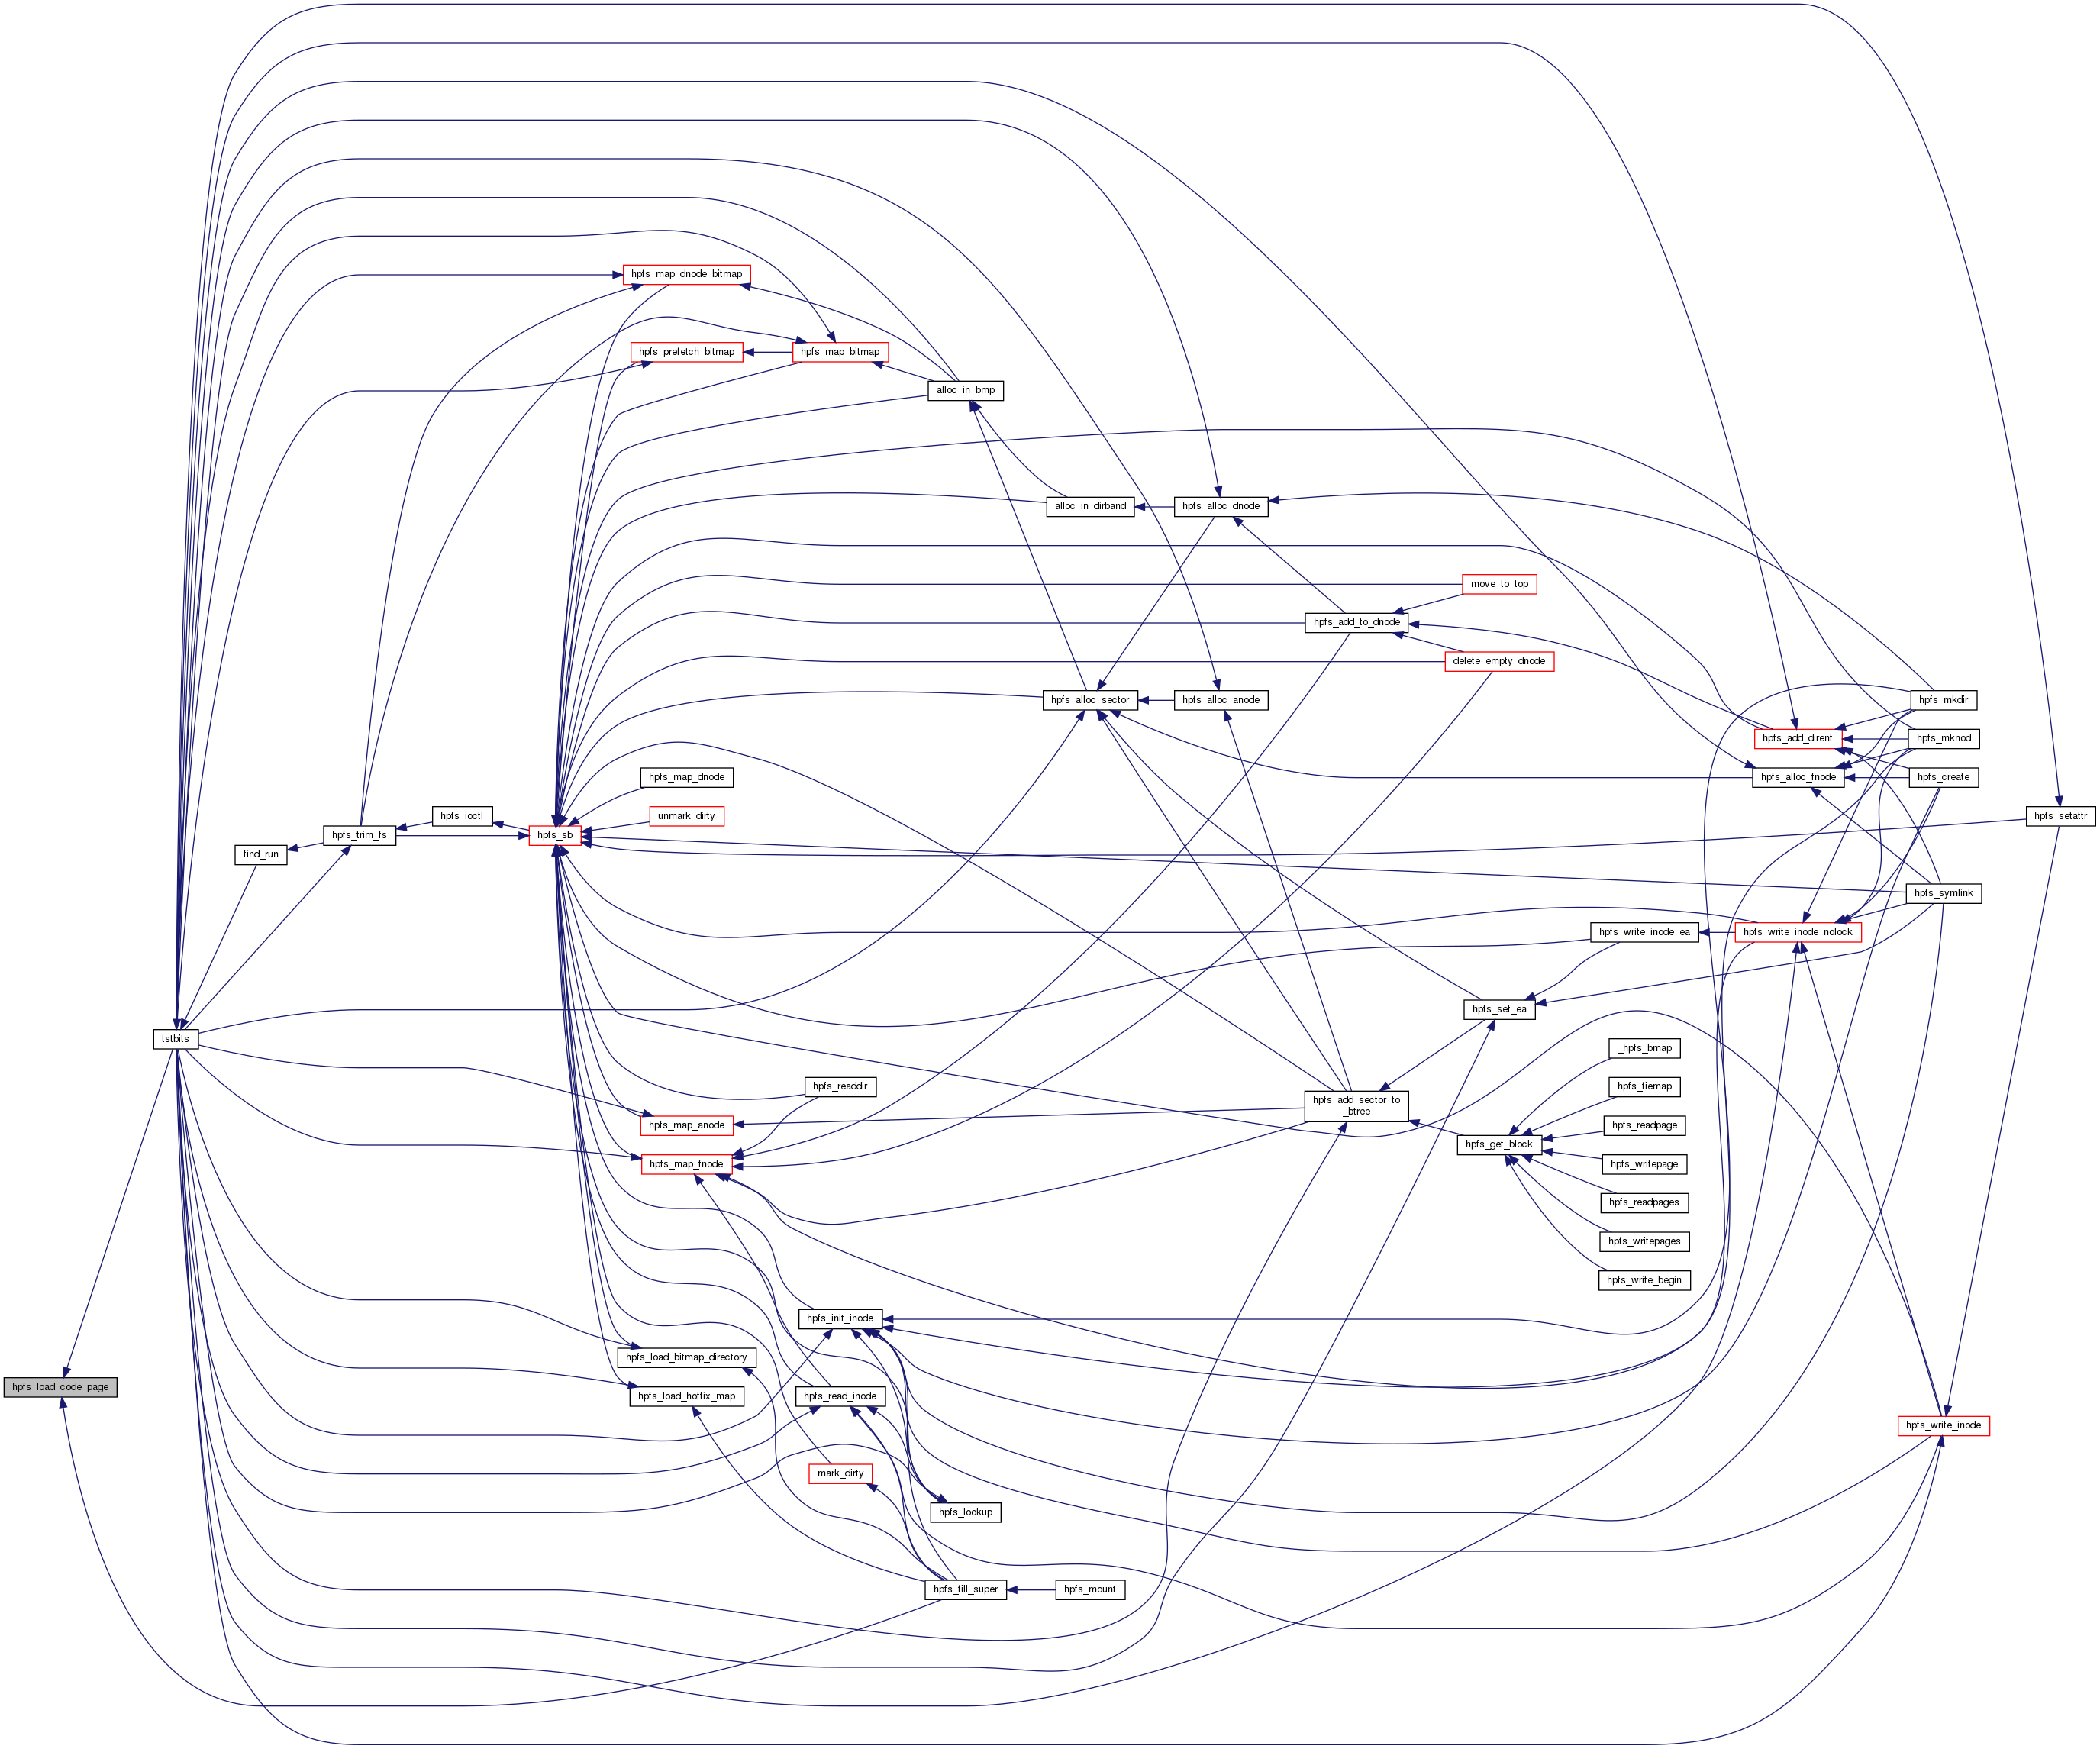 hpfs_map_dnode_bitmap
hpfs_prefetch_bitmap
hpfs_map_bitmap
alloc_in_bmp
alloc_in_dirband
hpfs_alloc_dnode
move_to_top
hpfs_add_to_dnode
delete_empty_dnode
hpfs_alloc_sector
hpfs_alloc_anode
hpfs_mkdir
hpfs_add_dirent
hpfs_mknod
hpfs_map_dnode
hpfs_alloc_fnode
hpfs_create
hpfs_ioctl
unmark_dirty
hpfs_setattr
hpfs_trim_fs
hpfs_sb
find_run
hpfs_symlink
hpfs_write_inode_ea
hpfs_write_inode_nolock
hpfs_set_ea
tstbits
_hpfs_bmap
hpfs_readdir
hpfs_fiemap
hpfs_add_sector_to
_btree
hpfs_map_anode
hpfs_readpage
hpfs_get_block
hpfs_map_fnode
hpfs_writepage
hpfs_readpages
hpfs_writepages
hpfs_write_begin
hpfs_init_inode
hpfs_load_bitmap_directory
hpfs_load_code_page
hpfs_load_hotfix_map
hpfs_read_inode
hpfs_write_inode
mark_dirty
hpfs_lookup
hpfs_fill_super
hpfs_mount